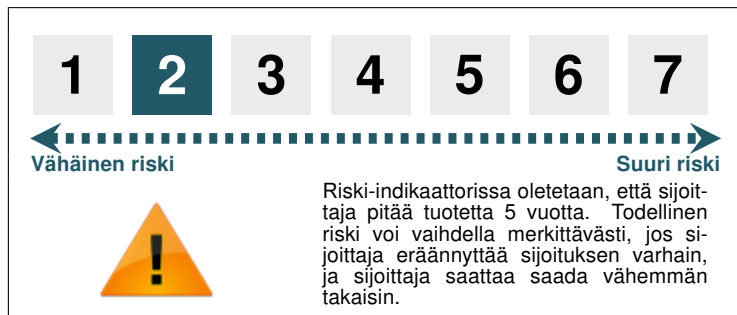 1 2 3 4 5 6 7
Vähäinen riski Suuri riski
Riski-indikaattorissa oletetaan, että sijoit-
taja pitää tuotetta 5 vuotta. Todellinen
riski voi vaihdella merkittävästi, jos si-
joittaja eräännyttää sijoituksen varhain,
ja sijoittaja saattaa saada vähemmän
takaisin.